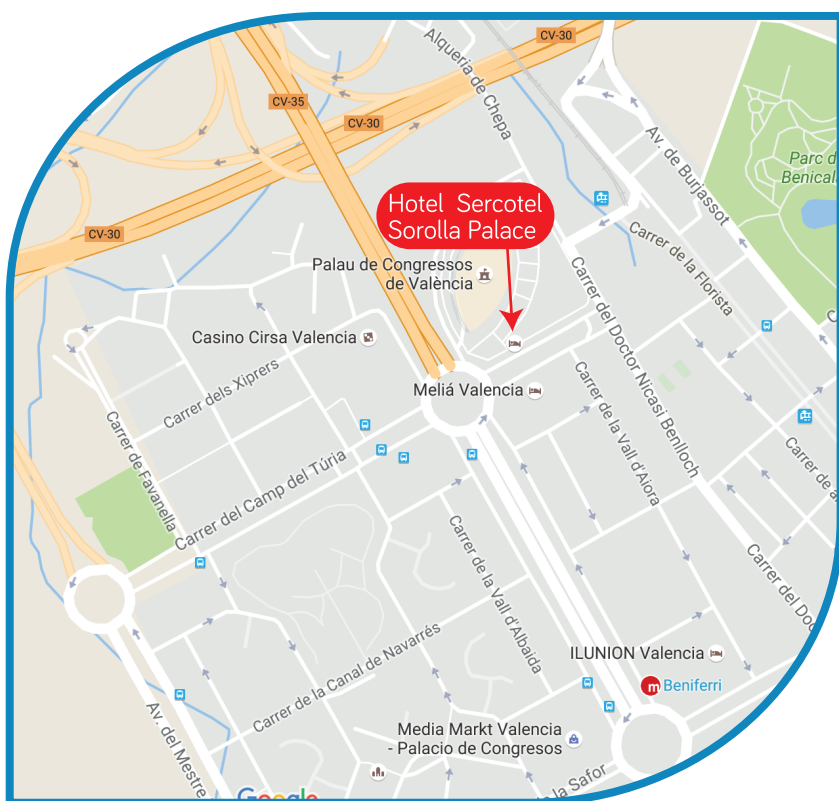 CV-30
Alqueria de Chepa
CV-35
CV-30
Av. de Burjassot
Parc d
Benical
Hotel Sercotel
Sorolla Palace
CV-30
Carrer de la Florista
Palau de Congressos
de València
Carrer del Doctor Nicasi Benlloch
Casino Cirsa Valencia
Carrer dels Xiprers
Meliá Valencia
Carrer de la Vall d'Aiora
Carrer de Favanella
Carrer del Camp del Túria
Carrer de a
Carrer de la Vall d'Albaida
Carrer del Doc
Carrer de la Canal de Navarrés
ILUNION Valencia
m Beniferri
Av. del Mestre
Media Markt Valencia
- Palacio de Congresos
e la Safor
Google